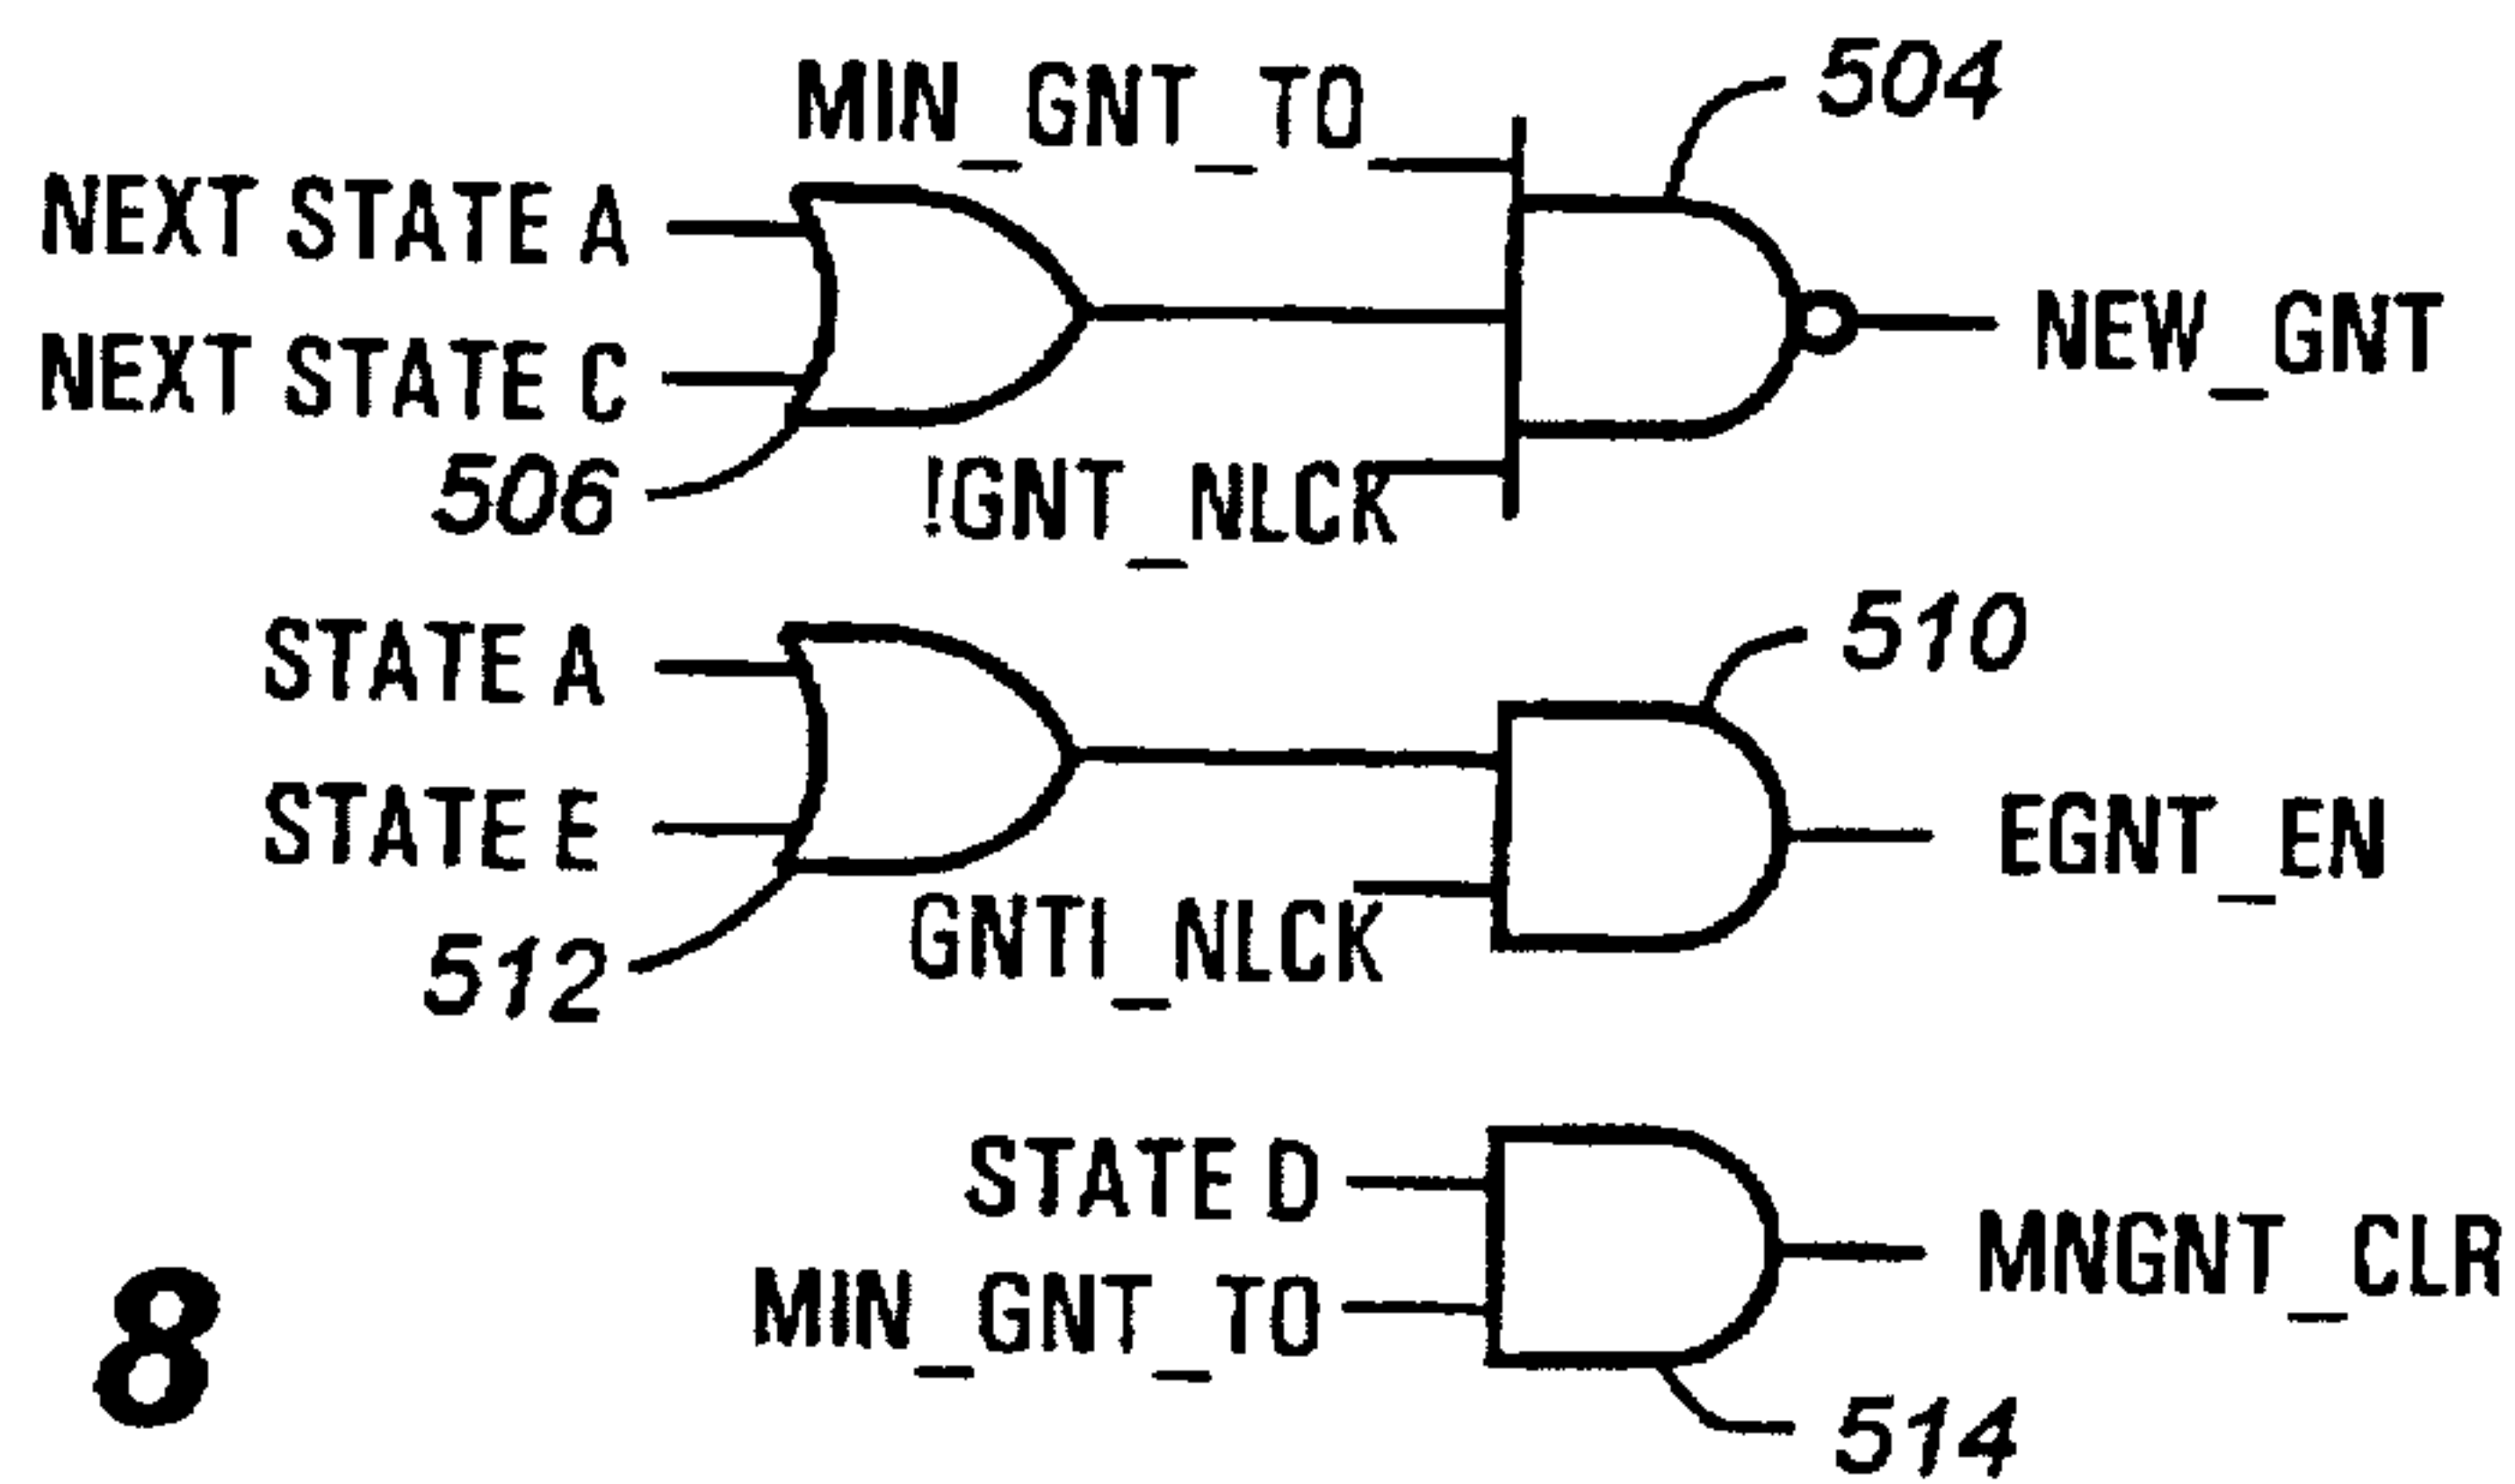 MIN_GNT_TO
504
NEXT STATE A
NEXT STATE C
NEW_GNT
506
!GNT_NLCK
STATE A
510
STATE E
EGNT_EN
GNTI_NLCK
512
STATE D
MNGNT_CLR
MIN_GNT_TO
8
514